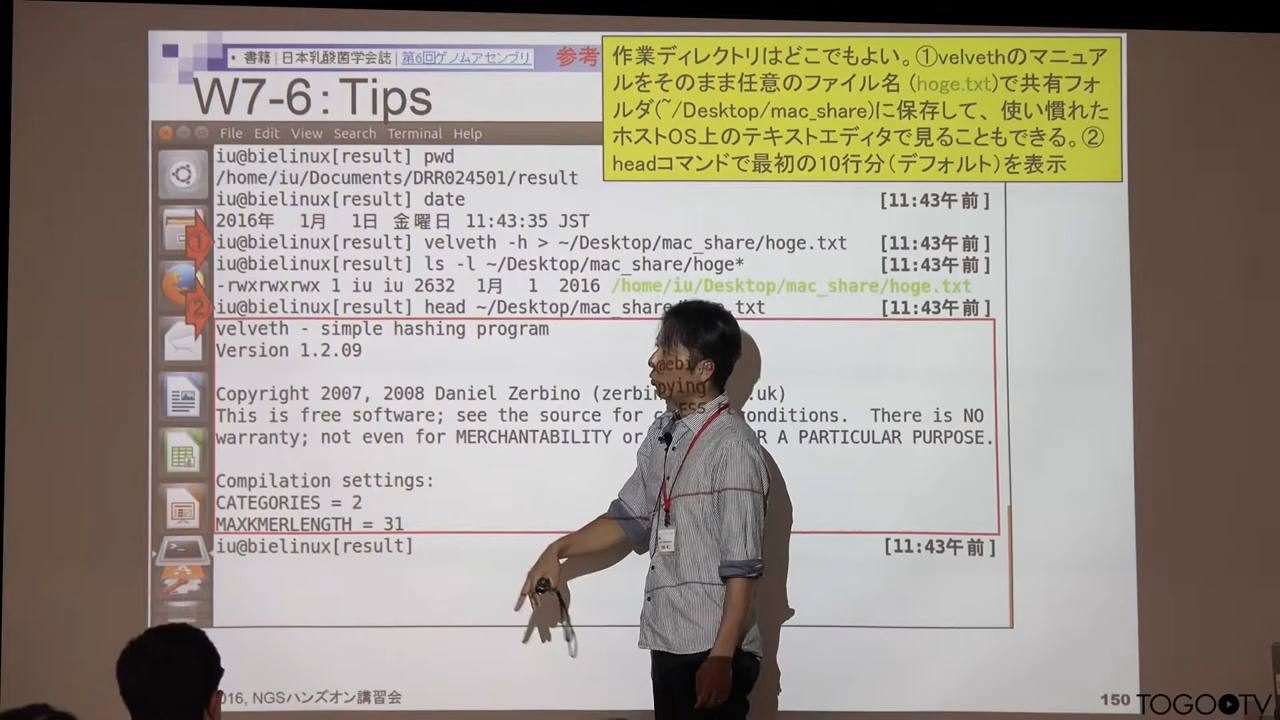 ・書籍 | 日本乳酸菌学会誌 | 第6回ゲノムアセンブリ
参考
W7-6：Tips
作業ディレクトリはどこでもよい。①velvethのマニュア
ルをそのまま任意のファイル名 (hoge.txt)で共有フォ
ルダ(~/Desktop/mac_share)に保存して、使い慣れた
ホストOS上のテキストエディタで見ることもできる。②
headコマンドで最初の10行分（デフォルト）を表示
File Edit View Search Terminal Help
iu@bielinux[result] pwd
/home/iu/Documents/DRR024501/result
iu@bielinux[result] date [11:43午前]
2016年 1月 1日 金曜日 11:43:35 JST
① iu@bielinux[result] velveth -h > ~/Desktop/mac_share/hoge.txt [11:43午前]
iu@bielinux[result] ls -l ~/Desktop/mac_share/hoge* [11:43午前]
-rwxrwxrwx 1 iu iu 2632 1月 1 2016 /home/iu/Desktop/mac_share/hoge.txt
② iu@bielinux[result] head ~/Desktop/mac_share .txt [11:43午前]
velveth - simple hashing program
Version 1.2.09
Copyright 2007, 2008 Daniel Zerbino (zerbin @ebi.a .uk)
This is free software; see the source for c pying conditions. There is NO
warranty; not even for MERCHANTABILITY or ESS R A PARTICULAR PURPOSE.
Compilation settings:
CATEGORIES = 2
MAXKMERLENGTH = 31
iu@bielinux[result] [11:43午前]
016, NGSハンズオン講習会
150
TOGO TV